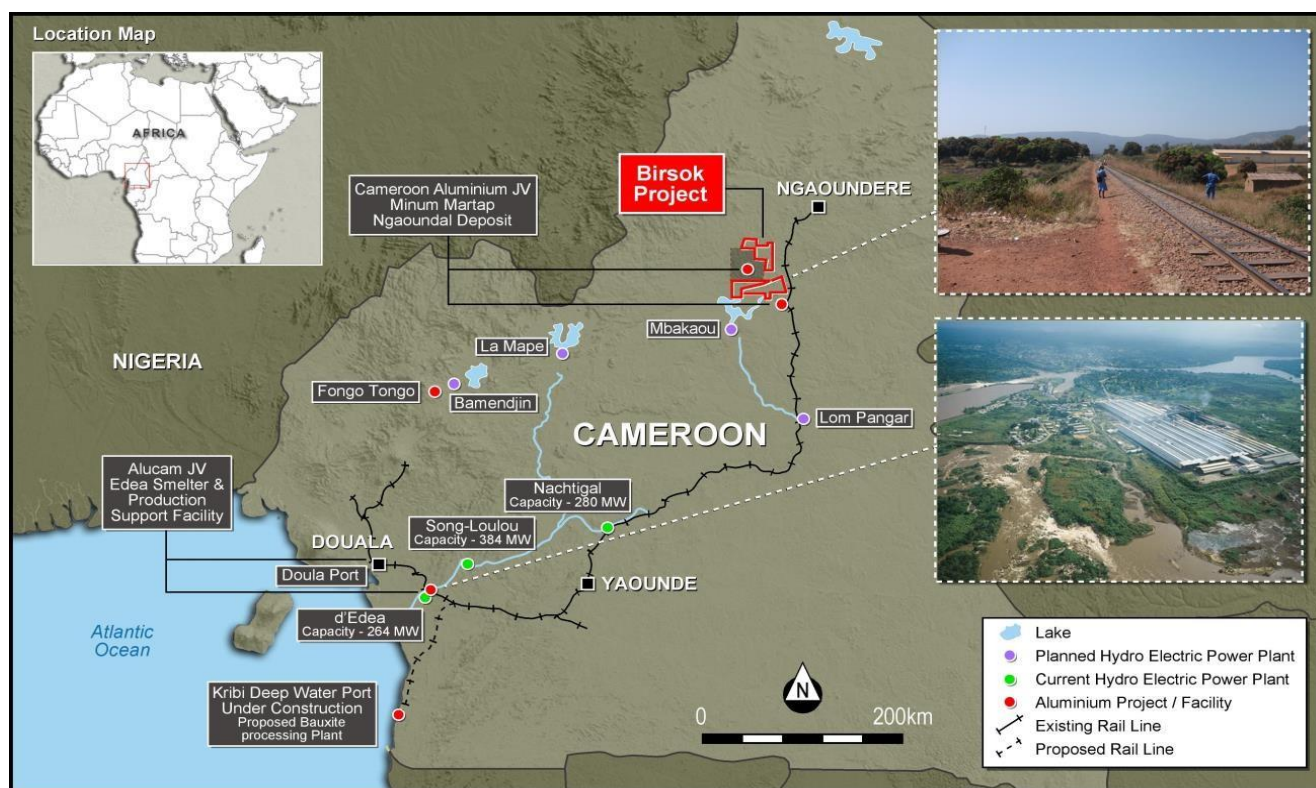 Location Map
AFRICA
Cameroon Aluminium JV
Minum Martap
Ngaoundal Deposit
Birsok
Project
NGAOUNDERE
NIGERIA
La Mape
Mbakaou
Fongo Tongo
Bamendjin
Lom Pangar
CAMEROON
Alucam JV
Edea Smelter &
Production
Support Facility
Nachtigal
Capacity - 280 MW
Song-Loulou
Capacity - 384 MW
DOUALA
Doula Port
YAOUNDE
d'Edea
Capacity - 264 MW
Atlantic
Ocean
Kribi Deep Water Port
Under Construction
Proposed Bauxite
processing Plant
N
0 200km
Lake
Planned Hydro Electric Power Plant
Current Hydro Electric Power Plant
Aluminium Project / Facility
Existing Rail Line
Proposed Rail Line